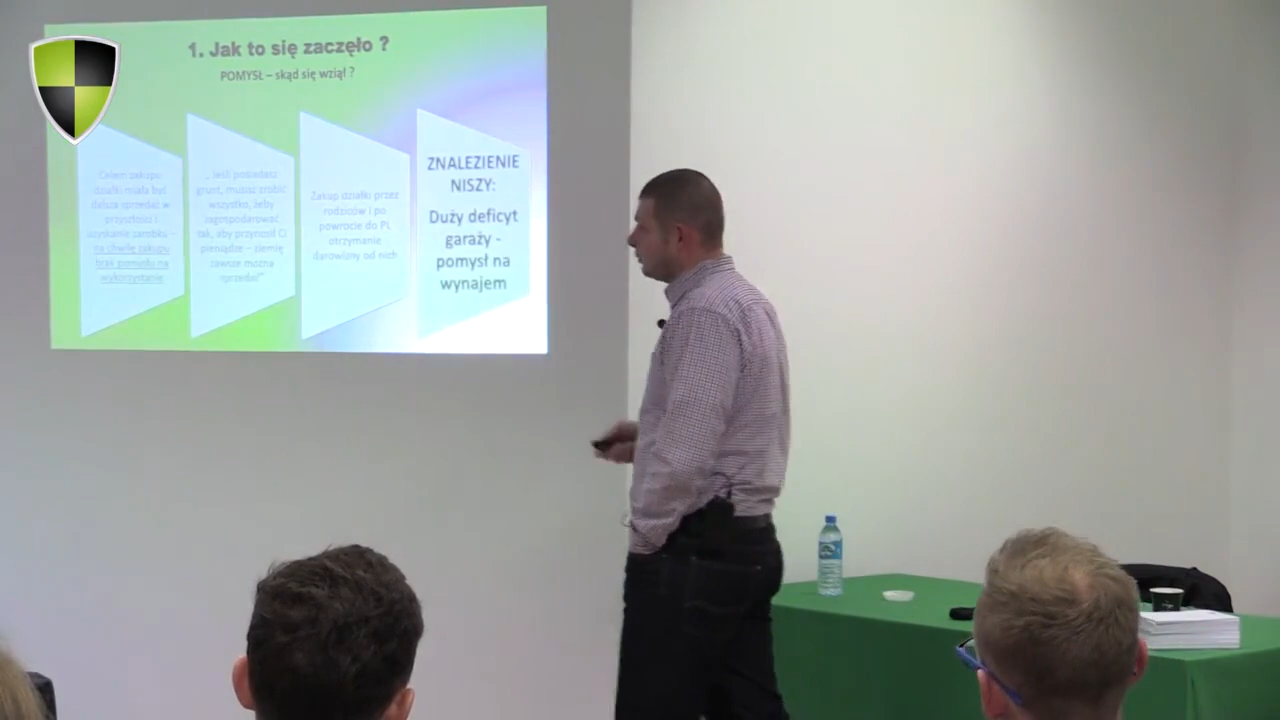 1. Jak to się zaczęło ?
POMYSŁ – skąd się wziął ?
Celem zakupu
działki miała być
dalsza sprzedaż w
przyszłości i
uzyskanie zarobku –
na chwilę zakupu
brak pomysłu na
wykorzystanie
„Jeśli posiadasz
grunt, musisz zrobić
wszystko, żeby
zagospodarować
tak, aby przynosił Ci
pieniądze – ziemię
zawsze można
sprzedać"
Zakup działki przez
rodziców i po
powrocie do PL
otrzymanie
darowizny od nich
ZNALEZIENIE
NISZY:
Duży deficyt
garaży -
pomysł na
wynajem